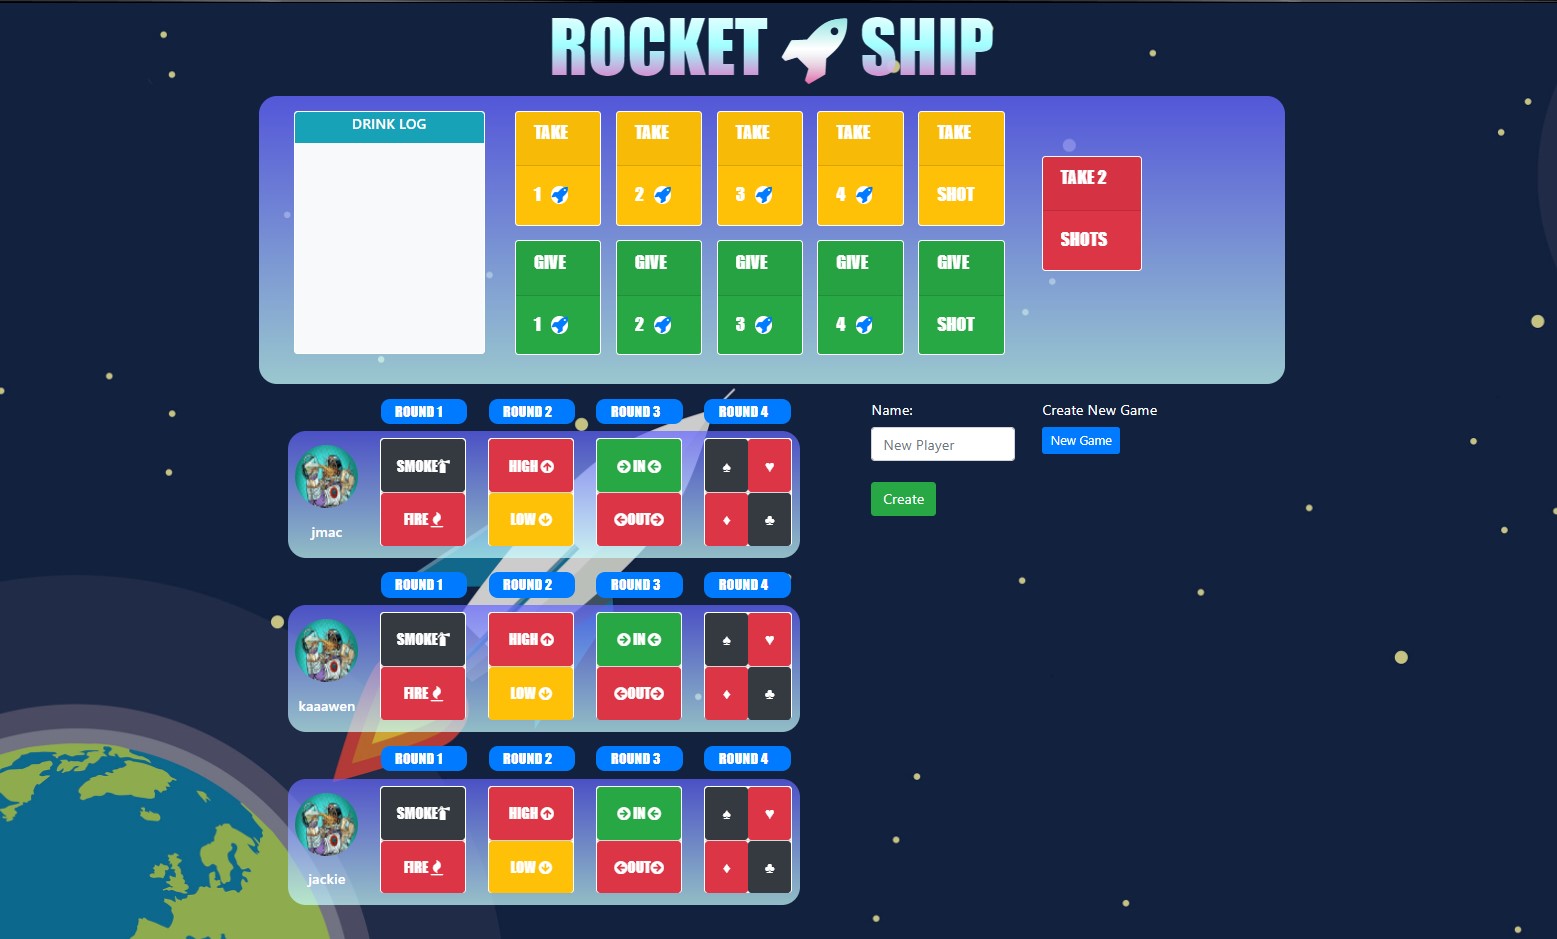 ROCKET SHIP
DRINK LOG
TAKE TAKE TAKE TAKE TAKE
1 2 3 4 SHOT
TAKE 2
SHOTS
GIVE GIVE GIVE GIVE GIVE
1 2 3 4 SHOT
ROUND 1 ROUND 2 ROUND 3 ROUND 4
SMOKE HIGH IN ♠ ♥
FIRE LOW OUT ♦ ♣
jmac
Name:
New Player
Create
Create New Game
New Game
ROUND 1 ROUND 2 ROUND 3 ROUND 4
SMOKE HIGH IN ♠ ♥
FIRE LOW OUT ♦ ♣
kaaawen
ROUND 1 ROUND 2 ROUND 3 ROUND 4
SMOKE HIGH IN ♠ ♥
FIRE LOW OUT ♦ ♣
jackie